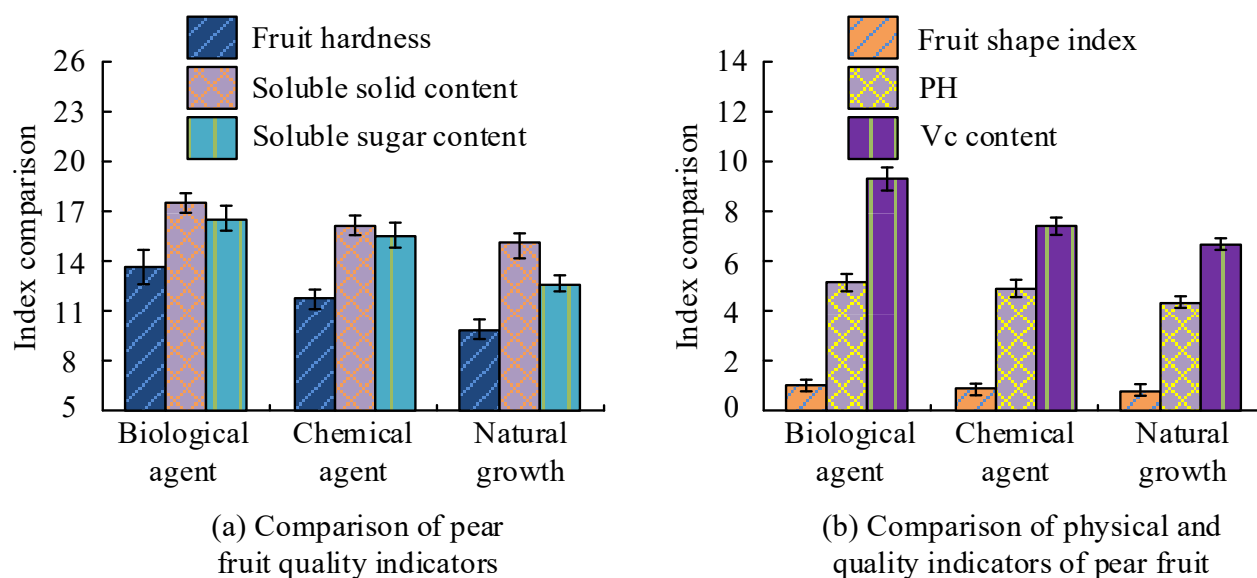 Fruit hardness
Soluble solid content
Soluble sugar content
26
23
20
17
14
11
8
5
Index comparison
Biological
agent
Chemical
agent
Natural
growth
(a) Comparison of pear
fruit quality indicators
Fruit shape index
PH
Vc content
14
12
10
8
6
4
2
0
Index comparison
Biological
agent
Chemical
agent
Natural
growth
(b) Comparison of physical and
quality indicators of pear fruit